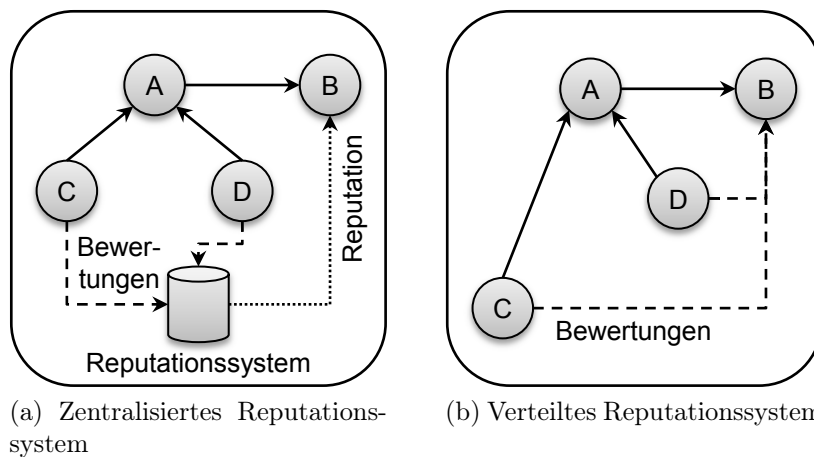 A
B
C
D
Bewer-
tungen
Reputation
Reputationssystem
(a) Zentralisiertes Reputations-
system
A
B
D
C
Bewertungen
(b) Verteiltes Reputationssystem